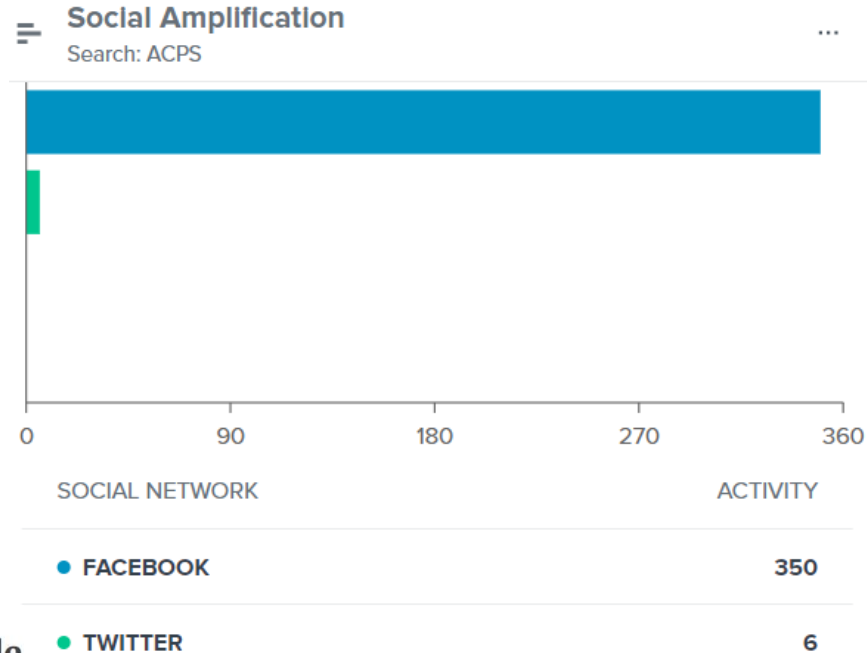 Social Amplification
...
Search: ACPS
0 90 180 270 360
SOCIAL NETWORK ACTIVITY
FACEBOOK 350
TWITTER 6